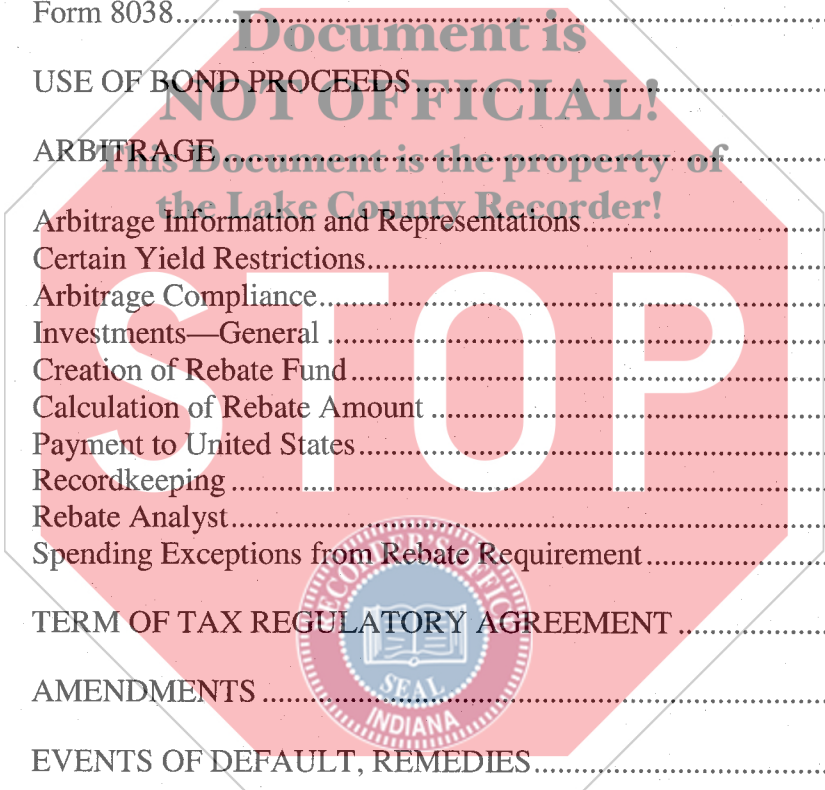 Form 8038
Document is
USE OF BOND PROCEEDS
NOT OFFICIAL!
ARBITRAGE
This Document is the property of
the Lake County Recorder!
Arbitrage Information and Representations
Certain Yield Restrictions
Arbitrage Compliance
Investments—General
Creation of Rebate Fund
Calculation of Rebate Amount
Payment to United States
Recordkeeping
Rebate Analyst
Spending Exceptions from Rebate Requirement
TERM OF TAX REGULATORY AGREEMENT
AMENDMENTS
EVENTS OF DEFAULT, REMEDIES
STOP
RECORDER'S OFFICE
SEAL
INDIANA